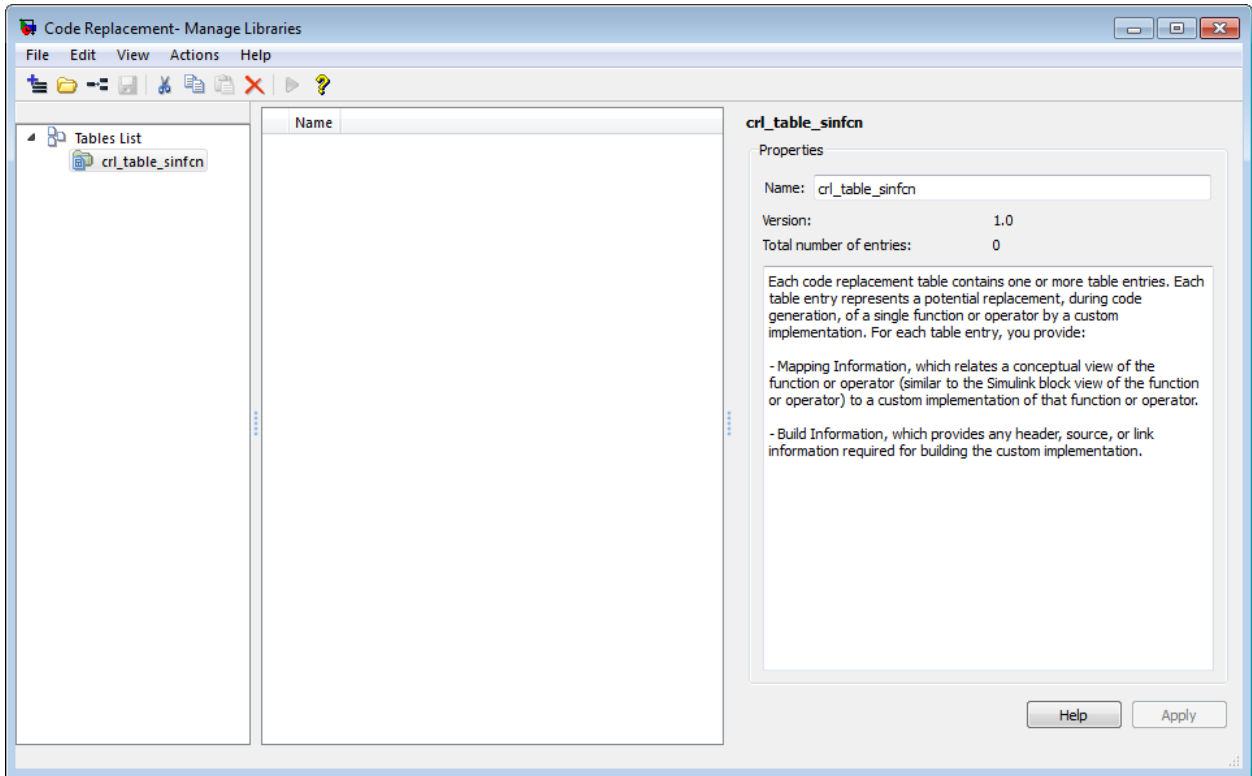 Code Replacement- Manage Libraries
File Edit View Actions Help
Tables List
crl_table_sinfcn
Name
crl_table_sinfcn
Properties
Name: crl_table_sinfcn
Version: 1.0
Total number of entries: 0
Each code replacement table contains one or more table entries. Each
table entry represents a potential replacement, during code
generation, of a single function or operator by a custom
implementation. For each table entry, you provide:
- Mapping Information, which relates a conceptual view of the
function or operator (similar to the Simulink block view of the function
or operator) to a custom implementation of that function or operator.
- Build Information, which provides any header, source, or link
information required for building the custom implementation.
Help Apply